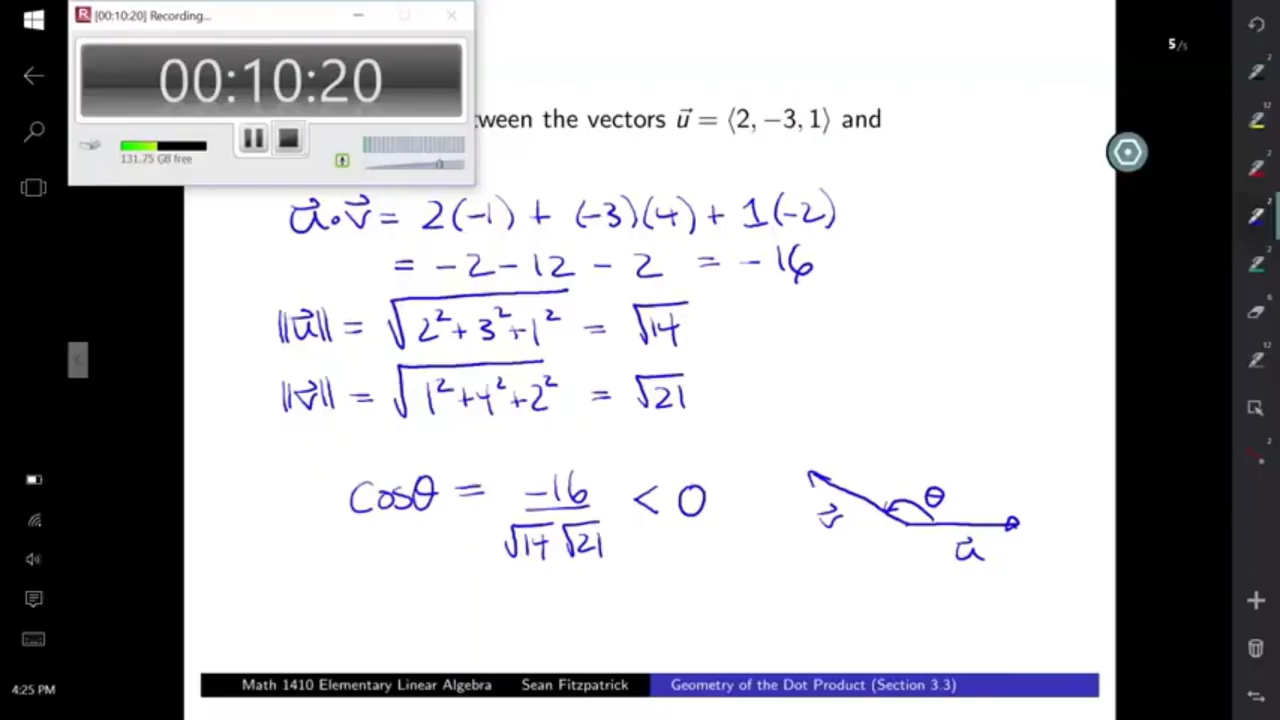 [00:10:20] Recording...
5/5
00:10:20
131.75 GB free
tween the vectors u⃗ = ⟨2, −3, 1⟩ and
u⃗·v⃗ = 2(-1) + (-3)(4) + 1(-2)
= -2 - 12 - 2 = -16
||u⃗|| = √(2² + 3² + 1²) = √14
||v⃗|| = √(1² + 4² + 2²) = √21
cosθ = -16/(√14 √21) < 0
θ
v⃗
u⃗
4:25 PM
Math 1410 Elementary Linear Algebra Sean Fitzpatrick Geometry of the Dot Product (Section 3.3)